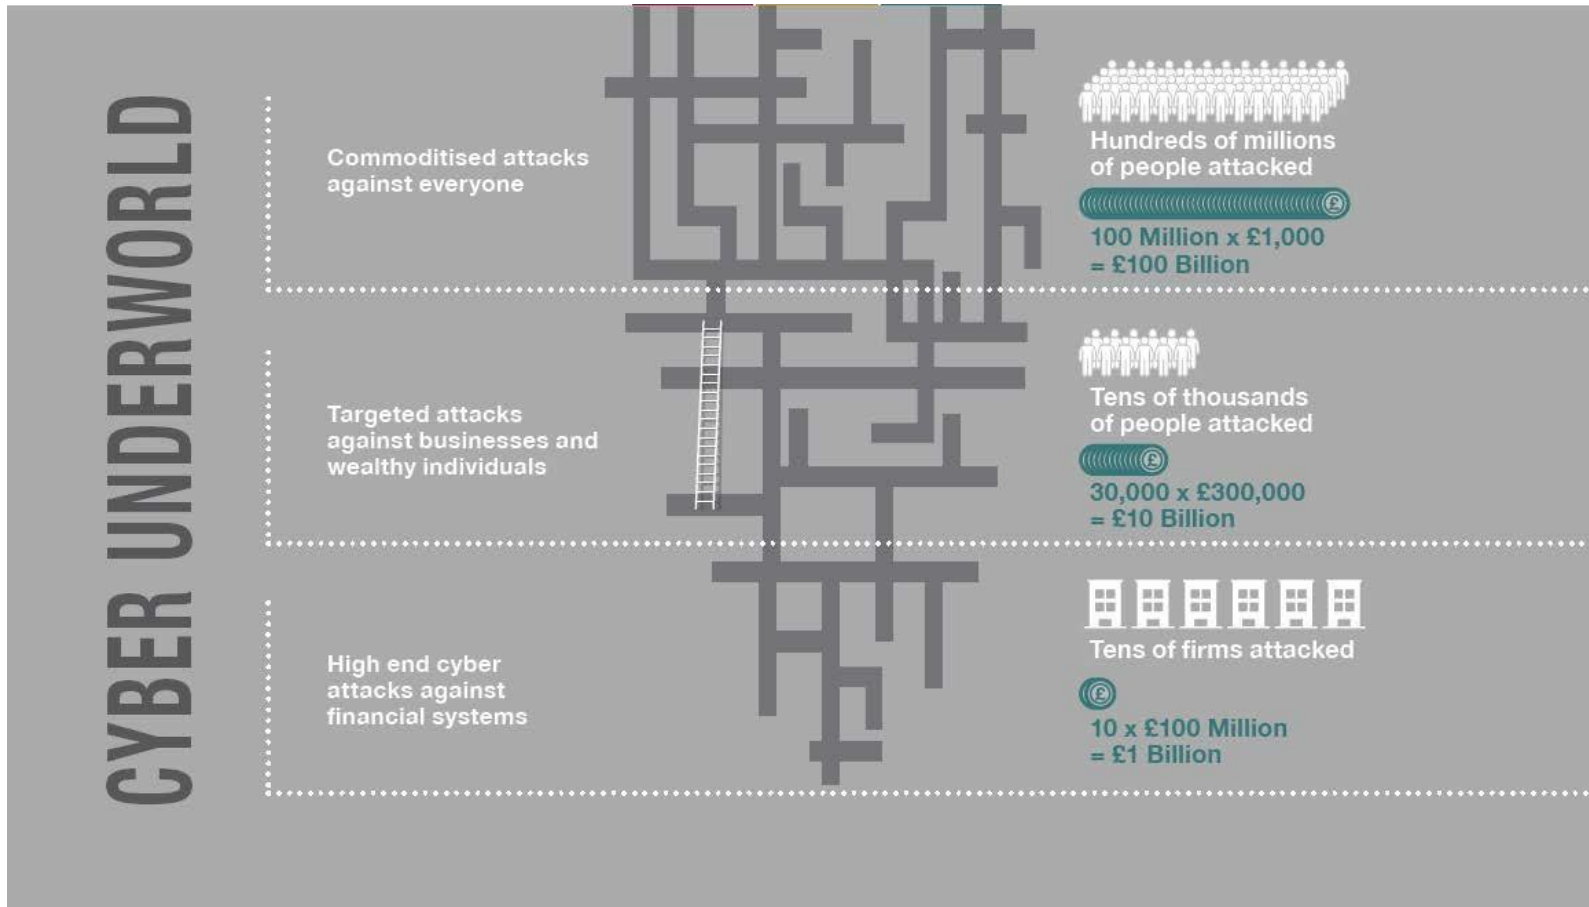 CYBER UNDERWORLD
Commoditised attacks
against everyone
Hundreds of millions
of people attacked
£
100 Million x £1,000
= £100 Billion
Targeted attacks
against businesses and
wealthy individuals
Tens of thousands
of people attacked
£
30,000 x £300,000
= £10 Billion
High end cyber
attacks against
financial systems
Tens of firms attacked
£
10 x £100 Million
= £1 Billion